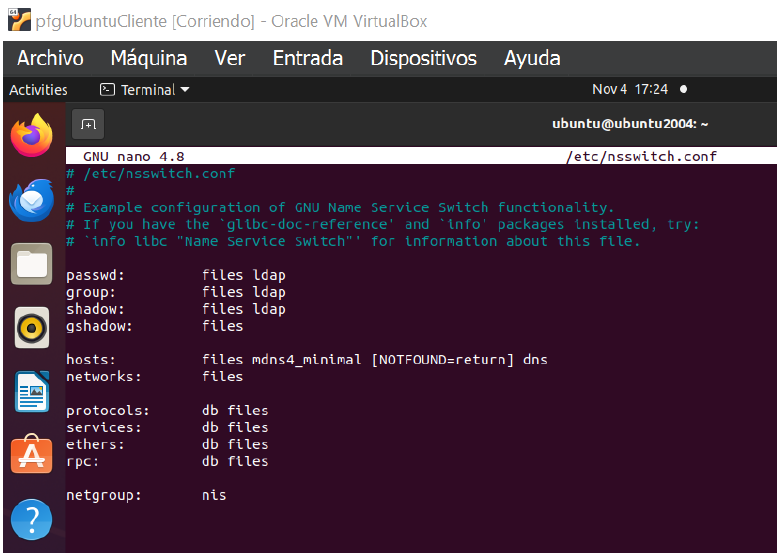 pfgUbuntuCliente [Corriendo] - Oracle VM VirtualBox
Archivo Máquina Ver Entrada Dispositivos Ayuda
Activities Terminal Nov 4 17:24
ubuntu@ubuntu2004: ~
GNU nano 4.8 /etc/nsswitch.conf
# /etc/nsswitch.conf
#
# Example configuration of GNU Name Service Switch functionality.
# If you have the `glibc-doc-reference' and `info' packages installed, try:
# `info libc "Name Service Switch"' for information about this file.
passwd: files ldap
group: files ldap
shadow: files ldap
gshadow: files
hosts: files mdns4_minimal [NOTFOUND=return] dns
networks: files
protocols: db files
services: db files
ethers: db files
rpc: db files
netgroup: nis